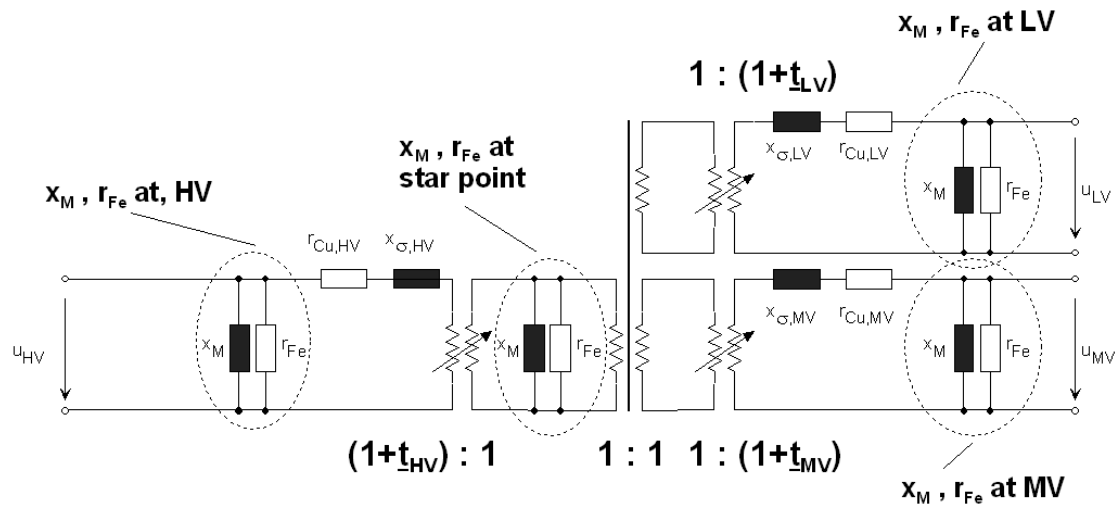 x_M , r_Fe at LV
1 : (1+t_LV)
x_M , r_Fe at
star point
x_σ,LV r_Cu,LV
x_M , r_Fe at, HV
x_M r_Fe u_LV
r_Cu,HV x_σ,HV
x_σ,MV r_Cu,MV
u_HV x_M r_Fe x_M r_Fe x_M r_Fe u_MV
(1+t_HV) : 1 1 : 1 1 : (1+t_MV)
x_M , r_Fe at MV